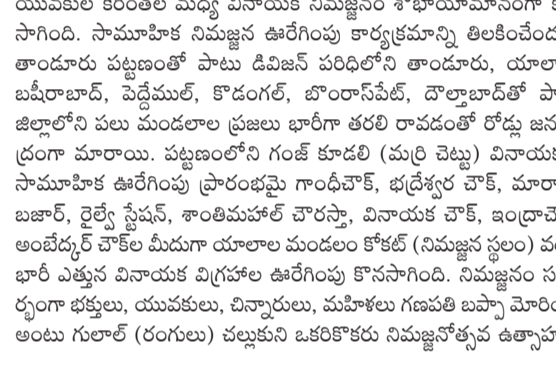 యువకుల కేరింతల మధ్య వినాయక నిమజ్జనం శోభాయమానంగా
సాగింది. సామూహిక నిమజ్జన ఊరేగింపు కార్యక్రమాన్ని తిలకించేంద
తాండూరు పట్టణంతో పాటు డివిజన్ పరిధిలోని తాండూరు, యాలా
బషీరాబాద్, పెద్దేముల్, కొడంగల్, బొంరాస్‌పేట్, దౌల్తాబాద్‌తో పా
జిల్లాలోని పలు మండలాల ప్రజలు భారీగా తరలి రావడంతో రోడ్లు జన
ద్రంగా మారాయి. పట్టణంలోని గంజ్ కూడలి (మర్రి చెట్టు) వినాయక
సామూహిక ఊరేగింపు ప్రారంభమై గాంధీచౌక్, భద్రేశ్వర చౌక్, మార్వా
బజార్, రైల్వే స్టేషన్, శాంతిమహాల్ చౌరస్తా, వినాయక చౌక్, ఇంద్రాచౌ
అంబేద్కర్ చౌక్‌ల మీదుగా యాలాల మండలం కోకట్ (నిమజ్జన స్థలం) వ
భారీ ఎత్తున వినాయక విగ్రహాల ఊరేగింపు కొనసాగింది. నిమజ్జనం స
ర్భంగా భక్తులు, యువకులు, చిన్నారులు, మహిళలు గణపతి బప్పా మోరి
అంటు గులాల్ (రంగులు) చల్లుకుని ఒకరికొకరు నిమజ్జనోత్సవ ఉత్సాహ